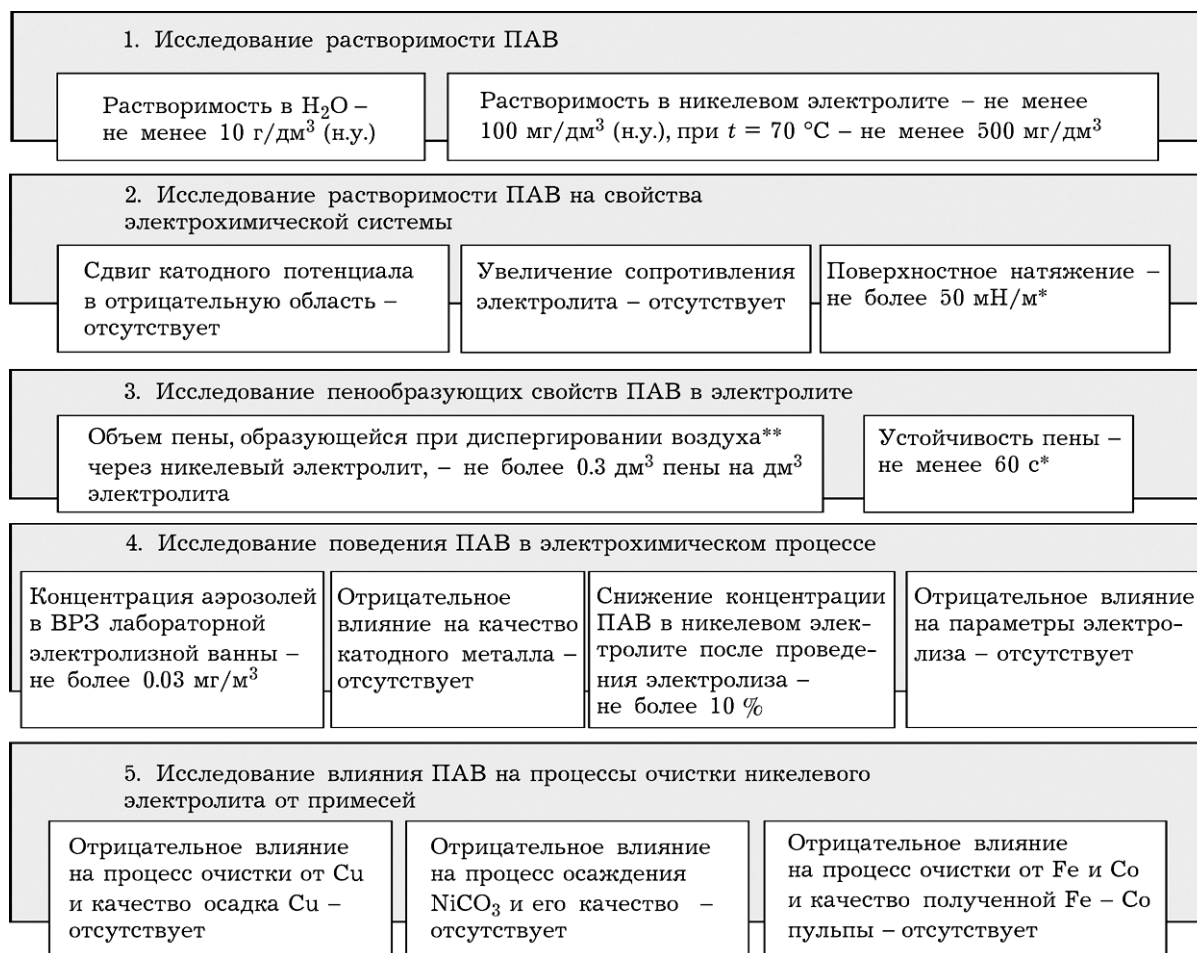 1. Исследование растворимости ПАВ
Растворимость в H₂O –
не менее 10 г/дм³ (н.у.)
Растворимость в никелевом электролите – не менее
100 мг/дм³ (н.у.), при t = 70 °C – не менее 500 мг/дм³
2. Исследование растворимости ПАВ на свойства
электрохимической системы
Сдвиг катодного потенциала
в отрицательную область –
отсутствует
Увеличение сопротивления
электролита – отсутствует
Поверхностное натяжение –
не более 50 мН/м*
3. Исследование пенообразующих свойств ПАВ в электролите
Объем пены, образующейся при диспергировании воздуха**
через никелевый электролит, – не более 0.3 дм³ пены на дм³
электролита
Устойчивость пены –
не менее 60 с*
4. Исследование поведения ПАВ в электрохимическом процессе
Концентрация аэрозолей
в ВРЗ лабораторной
электролизной ванны –
не более 0.03 мг/м³
Отрицательное
влияние на качество
катодного металла –
отсутствует
Снижение концентрации
ПАВ в никелевом элек-
тролите после проведе-
ния электролиза –
не более 10 %
Отрицательное влияние
на параметры электро-
лиза – отсутствует
5. Исследование влияния ПАВ на процессы очистки никелевого
электролита от примесей
Отрицательное влияние
на процесс очистки от Cu
и качество осадка Cu –
отсутствует
Отрицательное влияние
на процесс осаждения
NiCO₃ и его качество –
отсутствует
Отрицательное влияние
на процесс очистки от Fe и Co
и качество полученной Fe – Co
пульпы – отсутствует